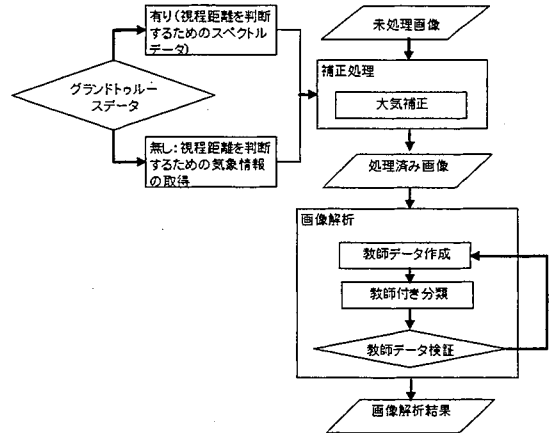 有り(視程距離を判断
するためのスペクトル
データ)
グランドトゥルー
スデータ
無し:視程距離を判断
するための気象情報
の取得
未処理画像
補正処理
大気補正
処理済み画像
画像解析
教師データ作成
教師付き分類
教師データ検証
画像解析結果